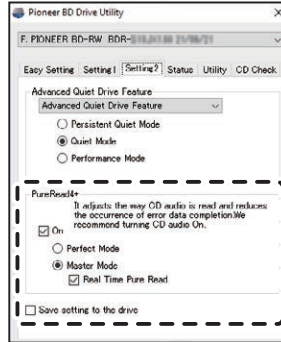 Pioneer BD Drive Utility
F. PIONEER BD-RW BDR- 21/06/21
Easy Setting Setting1 Setting2 Status Utility CD Check
Advanced Quiet Drive Feature
Advanced Quiet Drive Feature
Persistent Quiet Mode
Quiet Mode
Performance Mode
PureRead4+
It adjusts the way CD audio is read and reduces
the occurrence of error data completion.We
recommend turning CD audio On.
On
Perfect Mode
Master Mode
Real Time Pure Read
Save setting to the drive